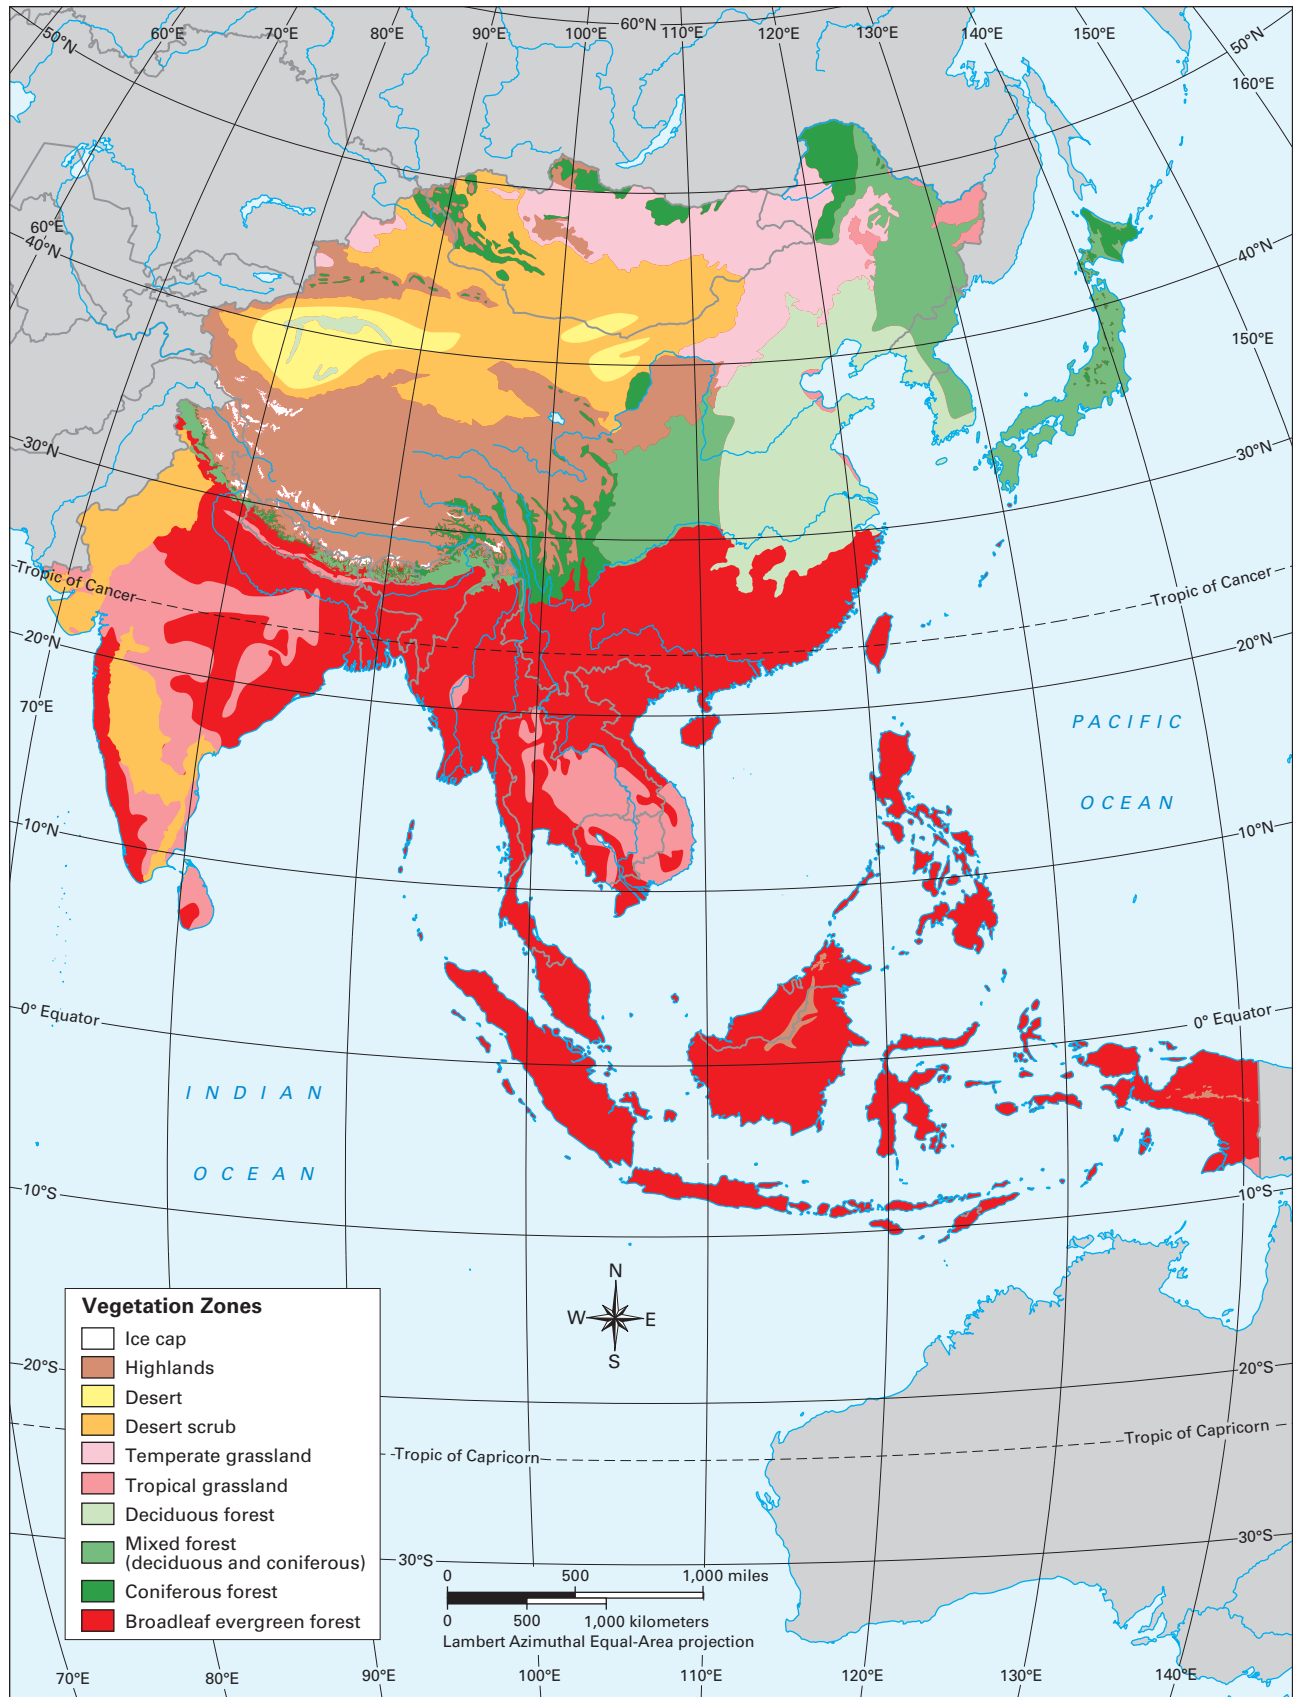 60°N
50°N
60°E
70°E
80°E
90°E
100°E
110°E
120°E
130°E
140°E
150°E
50°N
160°E
60°E
40°N
40°N
150°E
30°N
30°N
Tropic of Cancer
Tropic of Cancer
20°N
20°N
70°E
PACIFIC
OCEAN
10°N
10°N
0° Equator
0° Equator
INDIAN
OCEAN
10°S
10°S
N
W
E
S
Vegetation Zones
Ice cap
Highlands
Desert
Desert scrub
Temperate grassland
Tropical grassland
Deciduous forest
Mixed forest
(deciduous and coniferous)
Coniferous forest
Broadleaf evergreen forest
20°S
20°S
Tropic of Capricorn
Tropic of Capricorn
30°S
30°S
0 500 1,000 miles
0 500 1,000 kilometers
Lambert Azimuthal Equal-Area projection
70°E
80°E
90°E
100°E
110°E
120°E
130°E
140°E